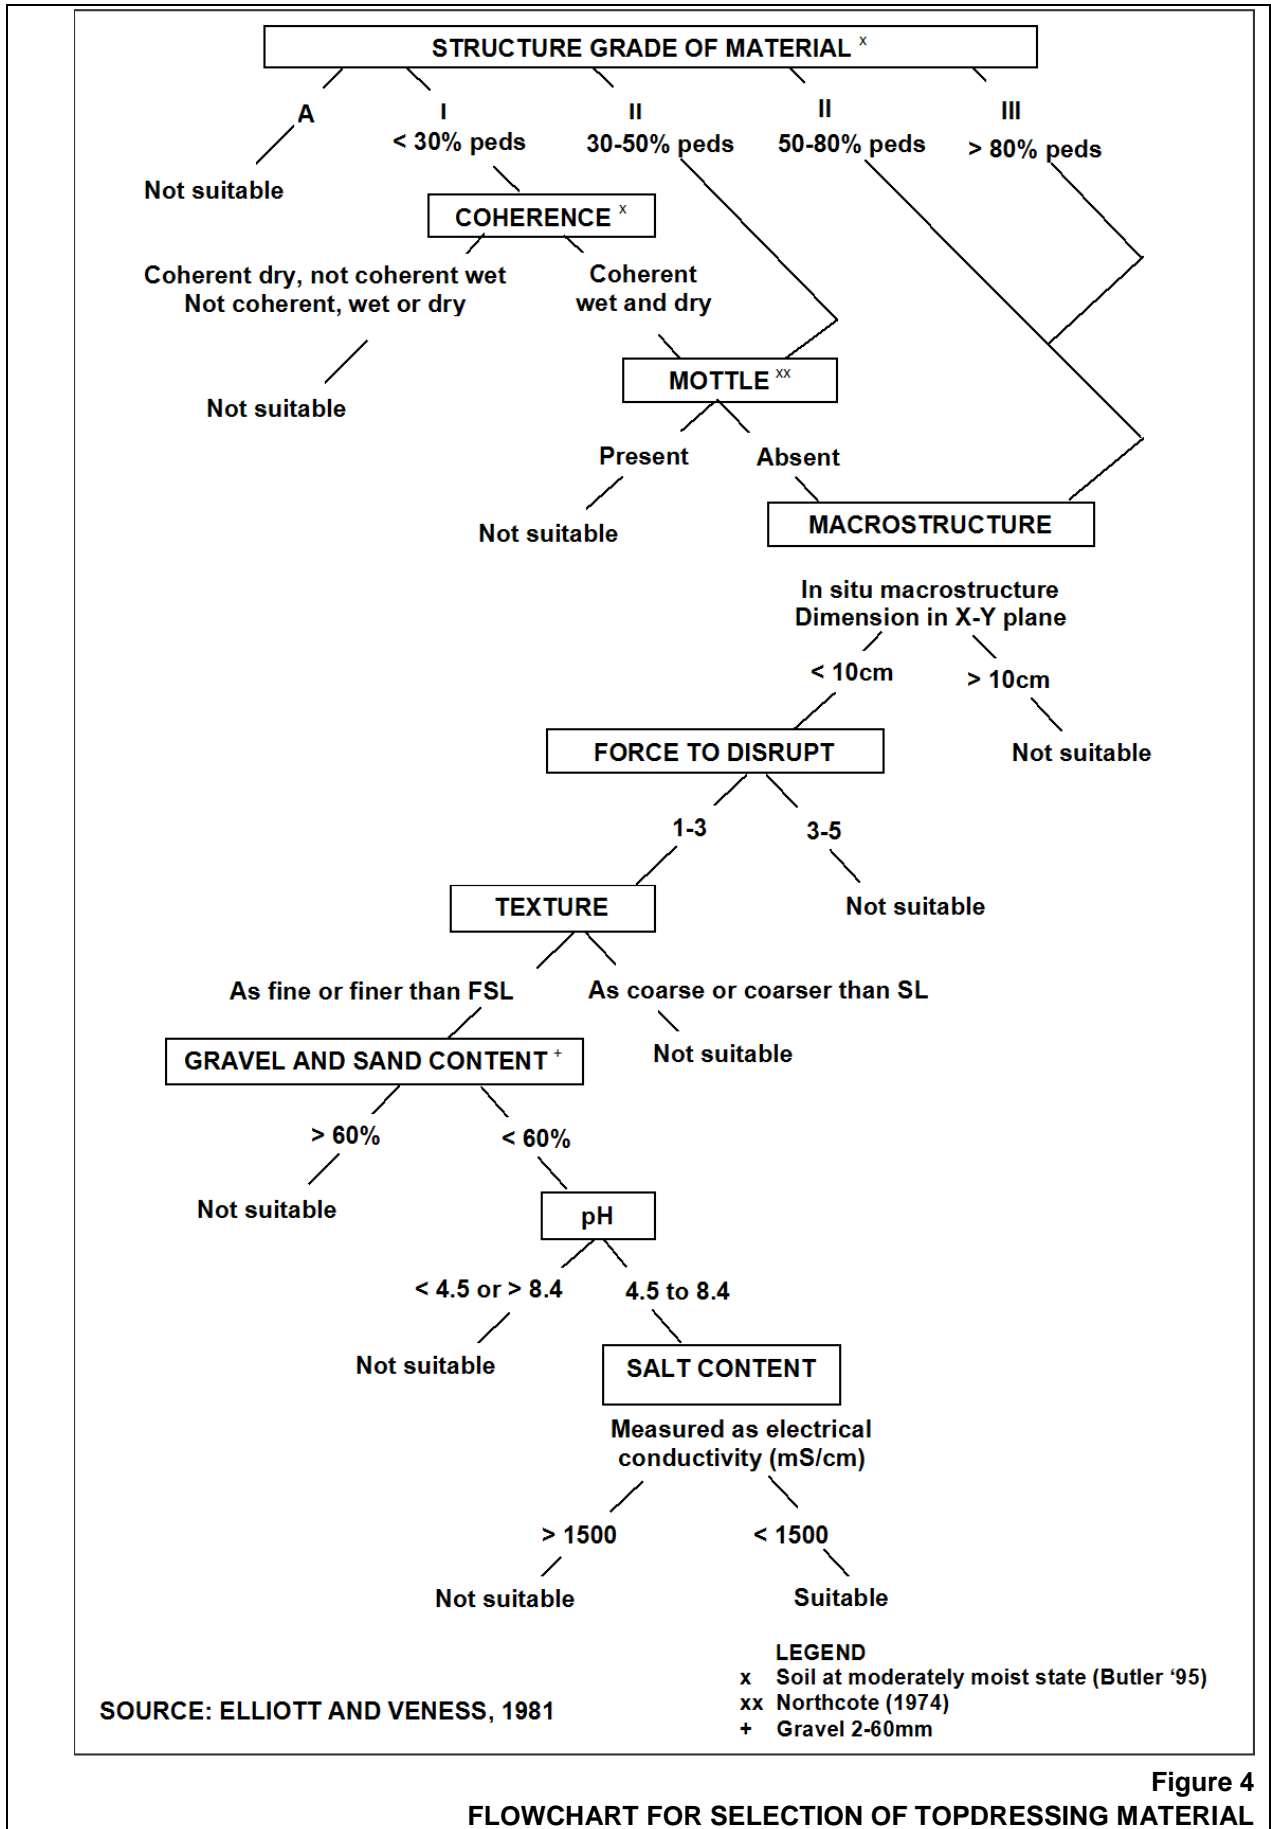 STRUCTURE GRADE OF MATERIAL x
A
I
II
II
III
< 30% peds
30-50% peds
50-80% peds
> 80% peds
Not suitable
COHERENCE x
Coherent dry, not coherent wet
Not coherent, wet or dry
Coherent
wet and dry
Not suitable
MOTTLE xx
Present
Absent
Not suitable
MACROSTRUCTURE
In situ macrostructure
Dimension in X-Y plane
< 10cm
> 10cm
FORCE TO DISRUPT
Not suitable
1-3
3-5
TEXTURE
Not suitable
As fine or finer than FSL
As coarse or coarser than SL
GRAVEL AND SAND CONTENT +
Not suitable
> 60%
< 60%
Not suitable
pH
< 4.5 or > 8.4
4.5 to 8.4
Not suitable
SALT CONTENT
Measured as electrical
conductivity (mS/cm)
> 1500
< 1500
Not suitable
Suitable
LEGEND
x Soil at moderately moist state (Butler ‘95)
xx Northcote (1974)
+ Gravel 2-60mm
SOURCE: ELLIOTT AND VENESS, 1981
Figure 4
FLOWCHART FOR SELECTION OF TOPDRESSING MATERIAL